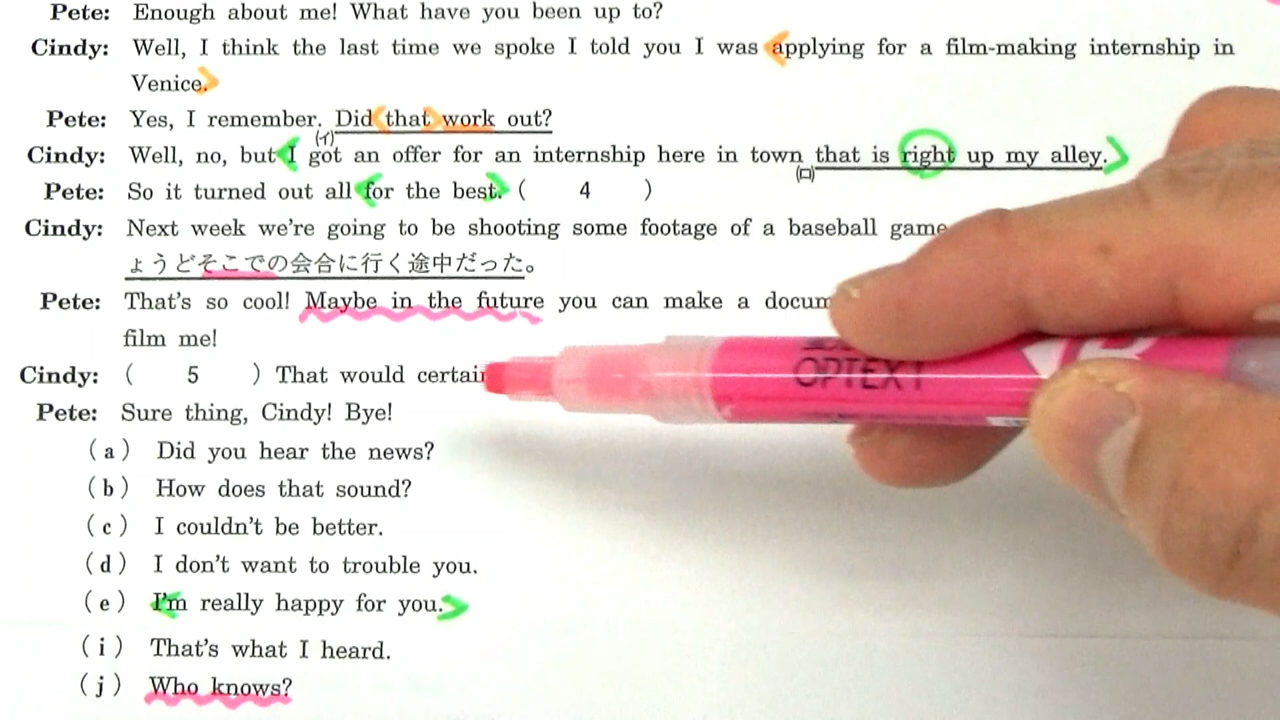 Pete: Enough about me! What have you been up to?
Cindy: Well, I think the last time we spoke I told you I was applying for a film-making internship in
Venice.
Pete: Yes, I remember. Did that work out?
(イ)
Cindy: Well, no, but I got an offer for an internship here in town that is right up my alley.
(ロ)
Pete: So it turned out all for the best. ( 4 )
Cindy: Next week we're going to be shooting some footage of a baseball game
ょうどそこでの会合に行く途中だった。
Pete: That's so cool! Maybe in the future you can make a
film me!
Cindy: ( 5 ) That would
Pete: Sure thing, Cindy! Bye!
(a) Did you hear the news?
(b) How does that sound?
(c) I couldn't be better.
(d) I don't want to trouble you.
(e) I'm really happy for you.
(i) That's what I heard.
(j) Who knows?
OPTEX 1